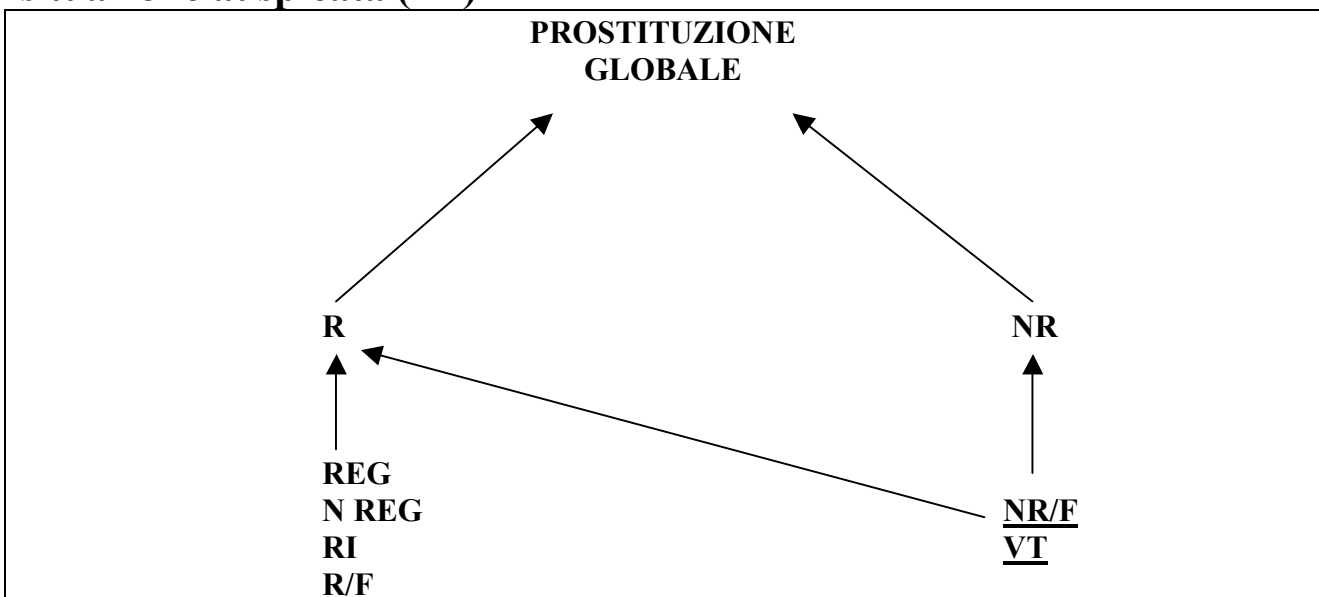 PROSTITUZIONE
GLOBALE
R
NR
REG
N REG
RI
R/F
NR/F
VT